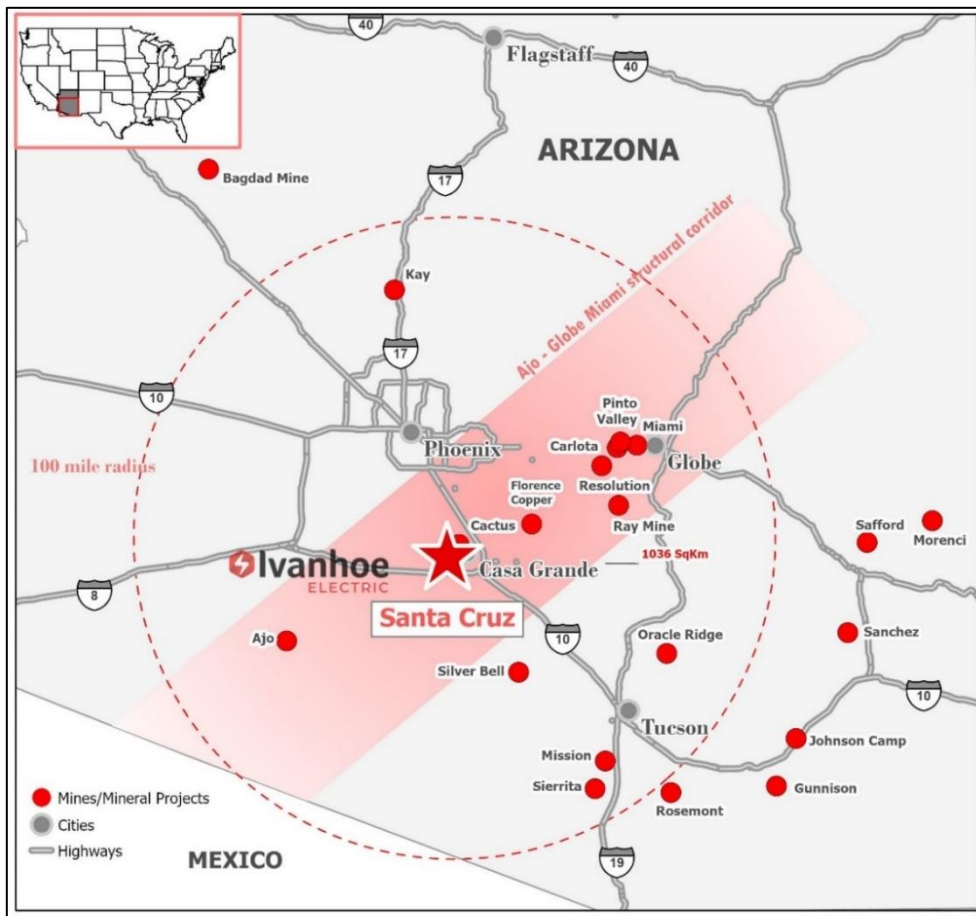 40
Flagstaff
40
ARIZONA
Bagdad Mine
17
Ajo - Globe Miami structural corridor
Kay
17
10
Pinto
Valley
Miami
Phoenix
Carlota
Globe
100 mile radius
Resolution
Florence
Copper
Ray Mine
Cactus
Safford
Morenci
1036 SqKm
Ivanhoe
ELECTRIC
Casa Grande
8
Santa Cruz
Ajo
10
Oracle Ridge
Sanchez
Silver Bell
10
Tucson
Johnson Camp
Mission
Sierrita
Gunnison
Rosemont
Mines/Mineral Projects
Cities
Highways
MEXICO
19